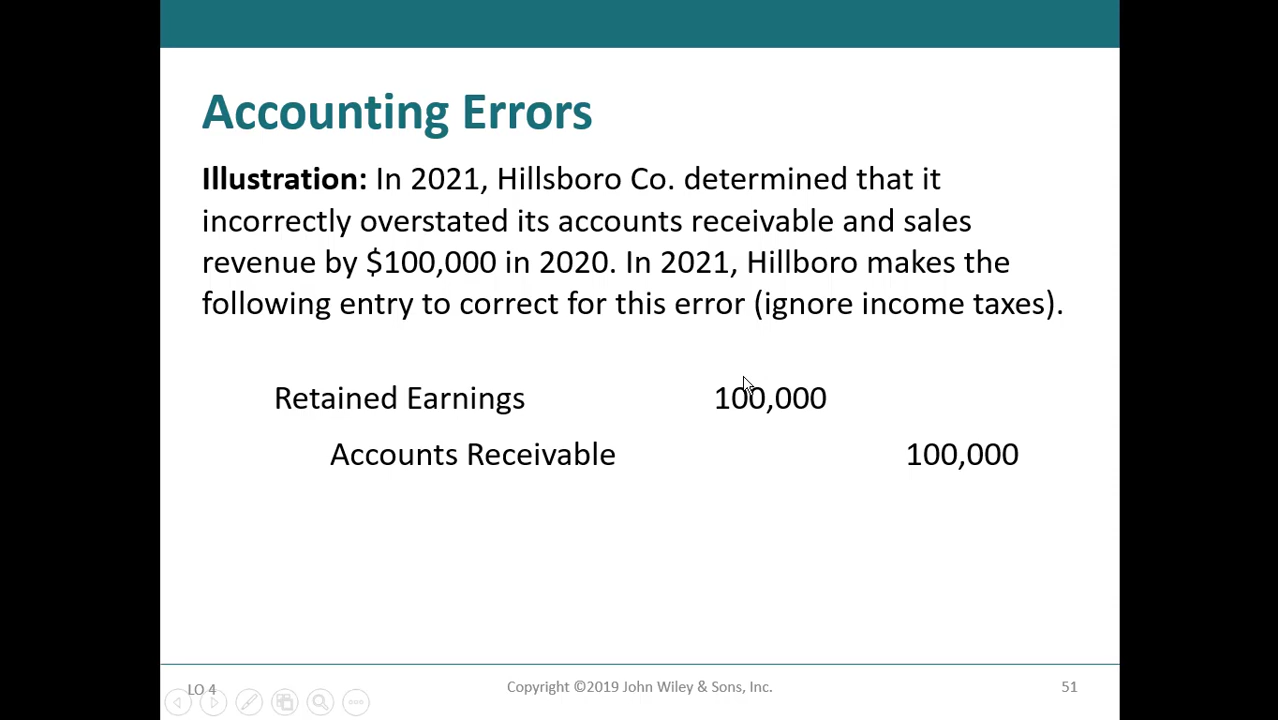 Accounting Errors
Illustration: In 2021, Hillsboro Co. determined that it
incorrectly overstated its accounts receivable and sales
revenue by $100,000 in 2020. In 2021, Hillboro makes the
following entry to correct for this error (ignore income taxes).
Retained Earnings 100,000
Accounts Receivable 100,000
LO 4 Copyright ©2019 John Wiley & Sons, Inc. 51